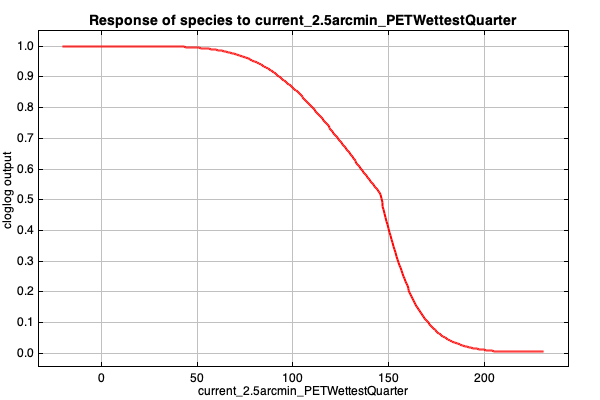 Response of species to current_2.5arcmin_PETWettestQuarter
1.0
0.9
0.8
0.7
0.6
0.5
0.4
0.3
0.2
0.1
0.0
cloglog output
0 50 100 150 200
current_2.5arcmin_PETWettestQuarter